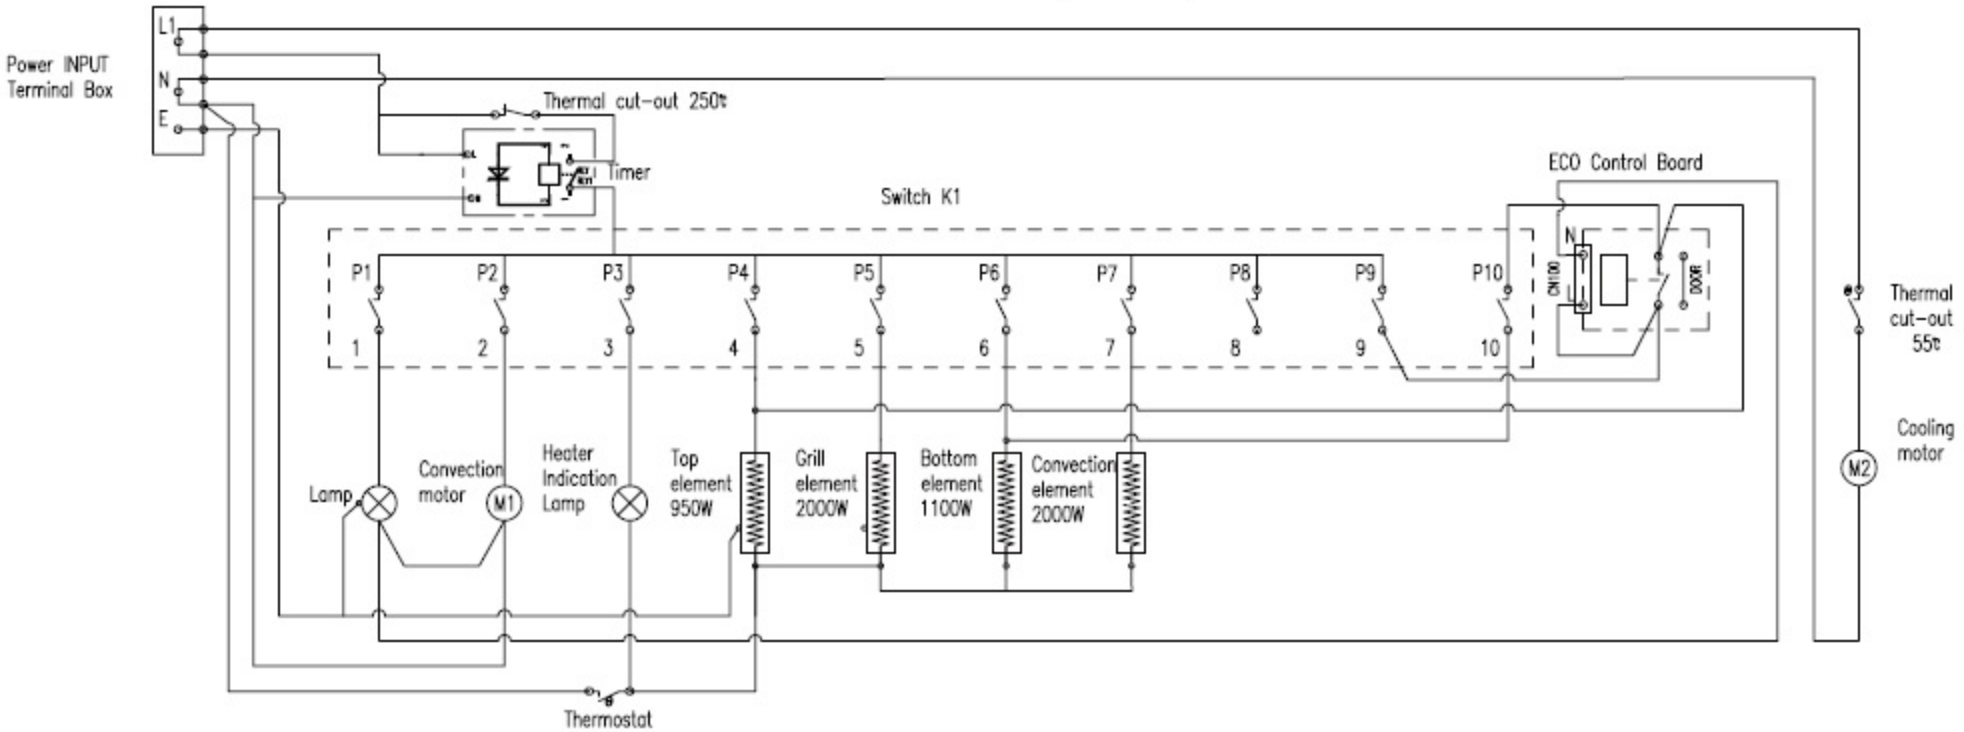 L1
Power INPUT
Terminal Box
N
E
Thermal cut-out 250℃
L
Timer
ECO Control Board
Switch K1
N
P1
P2
P3
P4
P5
P6
P7
P8
P9
P10
CN100
L
DOOR
Thermal
cut-out
55℃
1
2
3
4
5
6
7
8
9
10
Cooling
motor
M2
Lamp
Convection
motor
M1
Heater
Indication
Lamp
Top
element
950W
Grill
element
2000W
Bottom
element
1100W
Convection
element
2000W
Thermostat